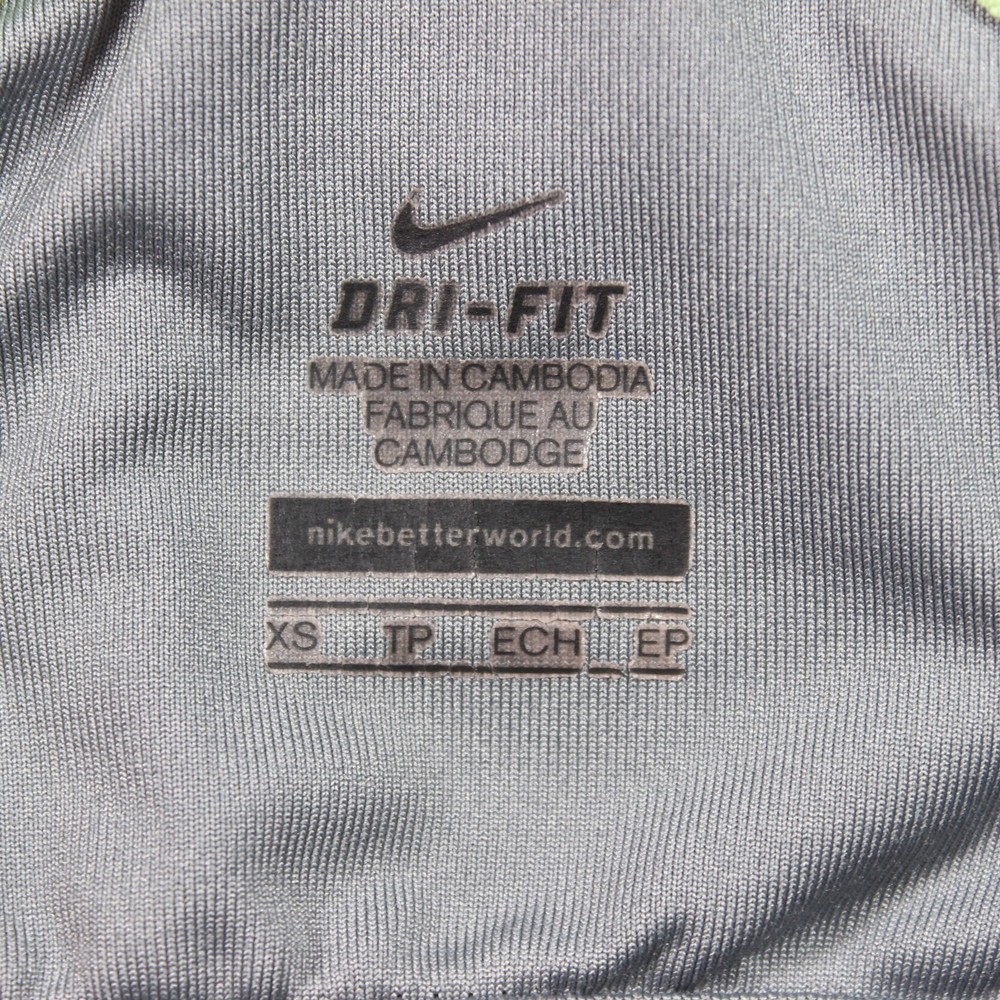 DRI-FIT
MADE IN CAMBODIA
FABRIQUE AU
CAMBODGE
nikebetterworld.com
XS TP ECH EP